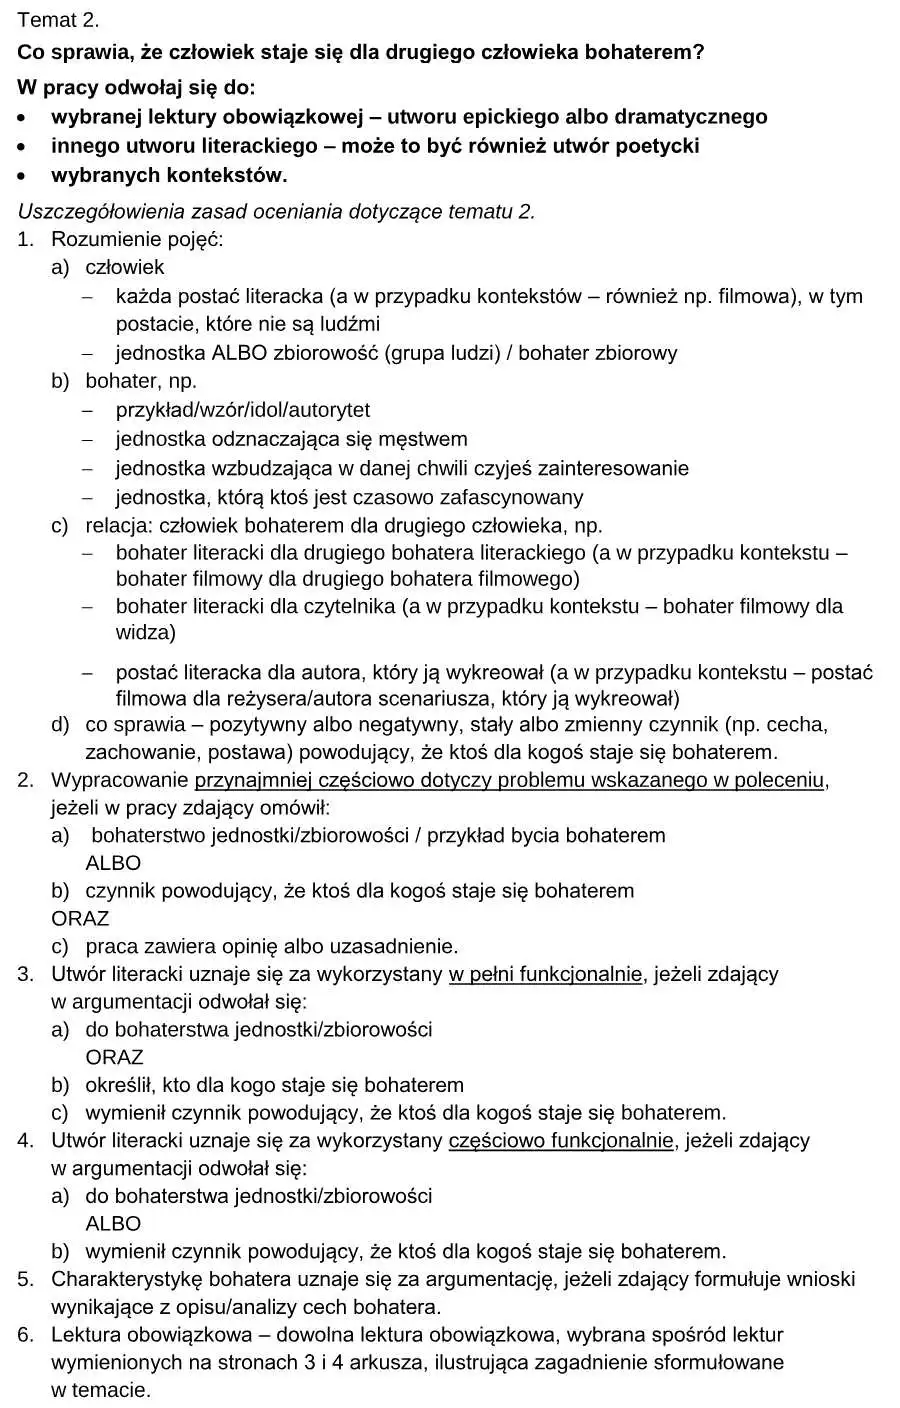 Temat 2.
Co sprawia, że człowiek staje się dla drugiego człowieka bohaterem?
W pracy odwołaj się do:
• wybranej lektury obowiązkowej – utworu epickiego albo dramatycznego
• innego utworu literackiego – może to być również utwór poetycki
• wybranych kontekstów.
Uszczegółowienia zasad oceniania dotyczące tematu 2.
1. Rozumienie pojęć:
a) człowiek
– każda postać literacka (a w przypadku kontekstów – również np. filmowa), w tym
postacie, które nie są ludźmi
– jednostka ALBO zbiorowość (grupa ludzi) / bohater zbiorowy
b) bohater, np.
– przykład/wzór/idol/autorytet
– jednostka odznaczająca się męstwem
– jednostka wzbudzająca w danej chwili czyjeś zainteresowanie
– jednostka, którą ktoś jest czasowo zafascynowany
c) relacja: człowiek bohaterem dla drugiego człowieka, np.
– bohater literacki dla drugiego bohatera literackiego (a w przypadku kontekstu –
bohater filmowy dla drugiego bohatera filmowego)
– bohater literacki dla czytelnika (a w przypadku kontekstu – bohater filmowy dla
widza)
– postać literacka dla autora, który ją wykreował (a w przypadku kontekstu – postać
filmowa dla reżysera/autora scenariusza, który ją wykreował)
d) co sprawia – pozytywny albo negatywny, stały albo zmienny czynnik (np. cecha,
zachowanie, postawa) powodujący, że ktoś dla kogoś staje się bohaterem.
2. Wypracowanie przynajmniej częściowo dotyczy problemu wskazanego w poleceniu,
jeżeli w pracy zdający omówił:
a) bohaterstwo jednostki/zbiorowości / przykład bycia bohaterem
ALBO
b) czynnik powodujący, że ktoś dla kogoś staje się bohaterem
ORAZ
c) praca zawiera opinię albo uzasadnienie.
3. Utwór literacki uznaje się za wykorzystany w pełni funkcjonalnie, jeżeli zdający
w argumentacji odwołał się:
a) do bohaterstwa jednostki/zbiorowości
ORAZ
b) określił, kto dla kogo staje się bohaterem
c) wymienił czynnik powodujący, że ktoś dla kogoś staje się bohaterem.
4. Utwór literacki uznaje się za wykorzystany częściowo funkcjonalnie, jeżeli zdający
w argumentacji odwołał się:
a) do bohaterstwa jednostki/zbiorowości
ALBO
b) wymienił czynnik powodujący, że ktoś dla kogoś staje się bohaterem.
5. Charakterystykę bohatera uznaje się za argumentację, jeżeli zdający formułuje wnioski
wynikające z opisu/analizy cech bohatera.
6. Lektura obowiązkowa – dowolna lektura obowiązkowa, wybrana spośród lektur
wymienionych na stronach 3 i 4 arkusza, ilustrująca zagadnienie sformułowane
w temacie.